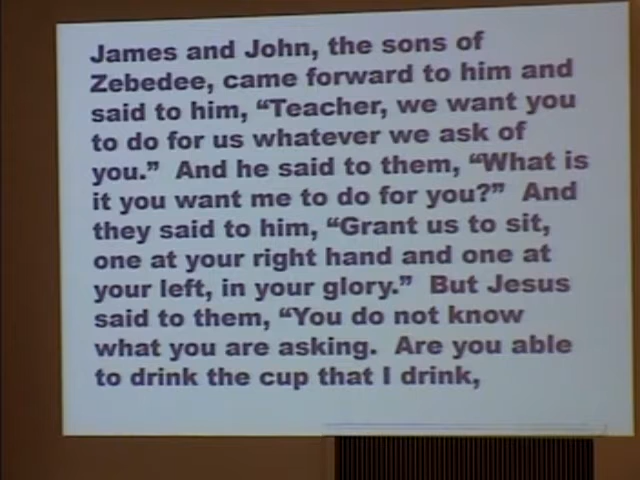 James and John, the sons of
Zebedee, came forward to him and
said to him, “Teacher, we want you
to do for us whatever we ask of
you.” And he said to them, “What is
it you want me to do for you?” And
they said to him, “Grant us to sit,
one at your right hand and one at
your left, in your glory.” But Jesus
said to them, “You do not know
what you are asking. Are you able
to drink the cup that I drink,